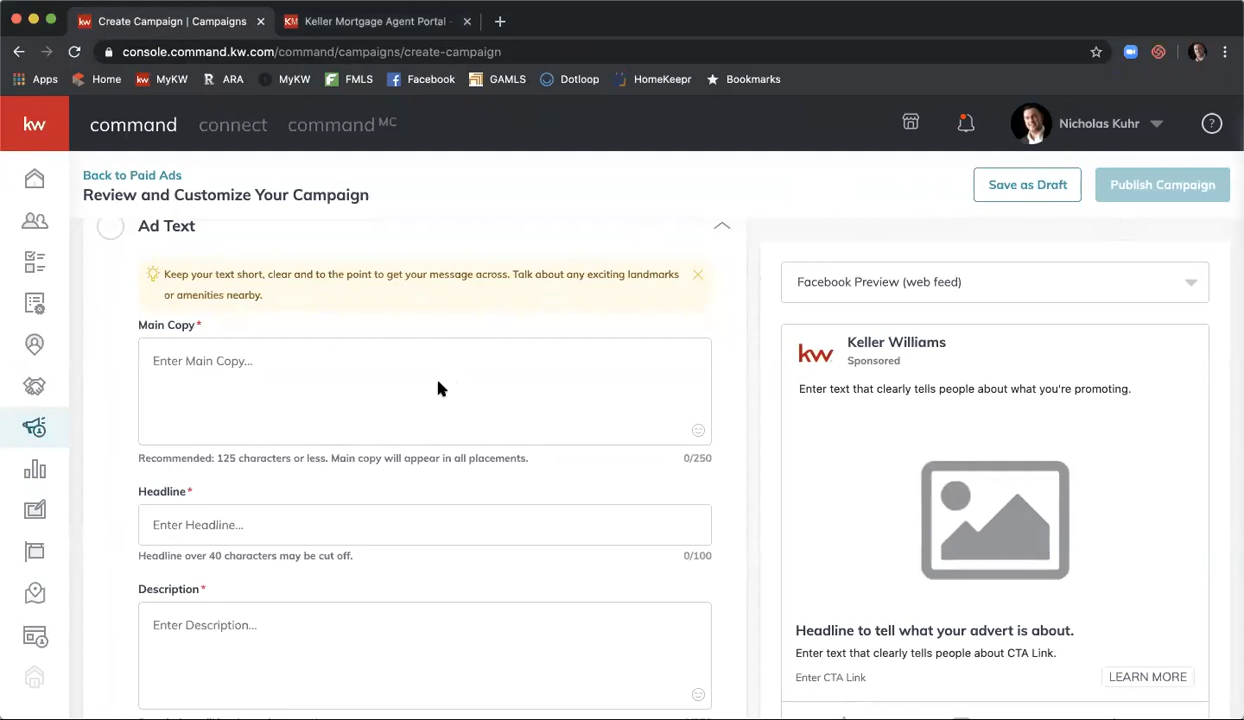 Create Campaign | Campaigns
Keller Mortgage Agent Portal -
console.command.kw.com/command/campaigns/create-campaign
Apps
Home
kw
MyKW
R
ARA
MyKW
FMLS
Facebook
GAMLS
Dotloop
HomeKeepr
Bookmarks
kw
command
connect
command MC
Nicholas Kuhr
?
Back to Paid Ads
Review and Customize Your Campaign
Save as Draft
Publish Campaign
Ad Text
Keep your text short, clear and to the point to get your message across. Talk about any exciting landmarks
or amenities nearby.
Main Copy*
Enter Main Copy...
Recommended: 125 characters or less. Main copy will appear in all placements.
0/250
Headline*
Enter Headline...
Headline over 40 characters may be cut off.
0/100
Description*
Enter Description...
Facebook Preview (web feed)
kw
Keller Williams
Sponsored
Enter text that clearly tells people about what you're promoting.
Headline to tell what your advert is about.
Enter text that clearly tells people about CTA Link.
Enter CTA Link
LEARN MORE